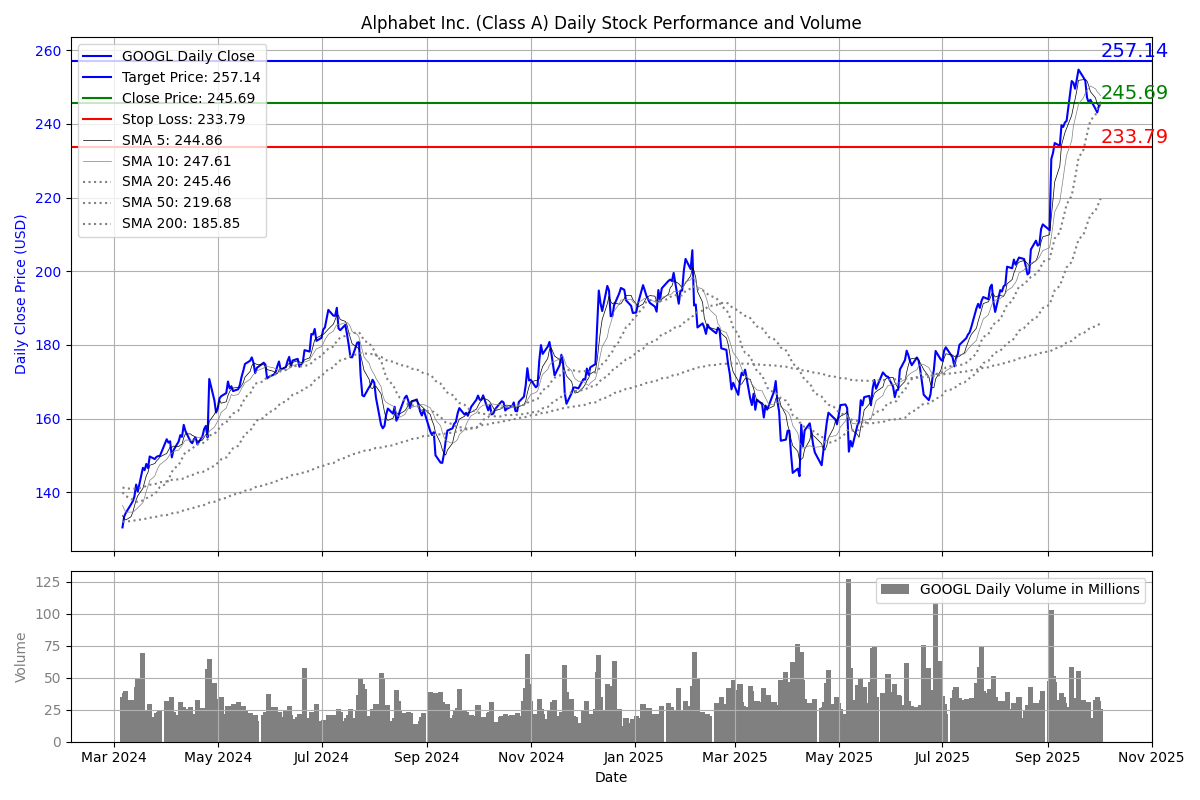 Alphabet Inc. (Class A) Daily Stock Performance and Volume
Daily Close Price (USD)
260
240
220
200
180
160
140
GOOGL Daily Close
Target Price: 257.14
Close Price: 245.69
Stop Loss: 233.79
SMA 5: 244.86
SMA 10: 247.61
SMA 20: 245.46
SMA 50: 219.68
SMA 200: 185.85
257.14
245.69
233.79
Volume
125
100
75
50
25
0
GOOGL Daily Volume in Millions
Mar 2024 May 2024 Jul 2024 Sep 2024 Nov 2024 Jan 2025 Mar 2025 May 2025 Jul 2025 Sep 2025 Nov 2025
Date